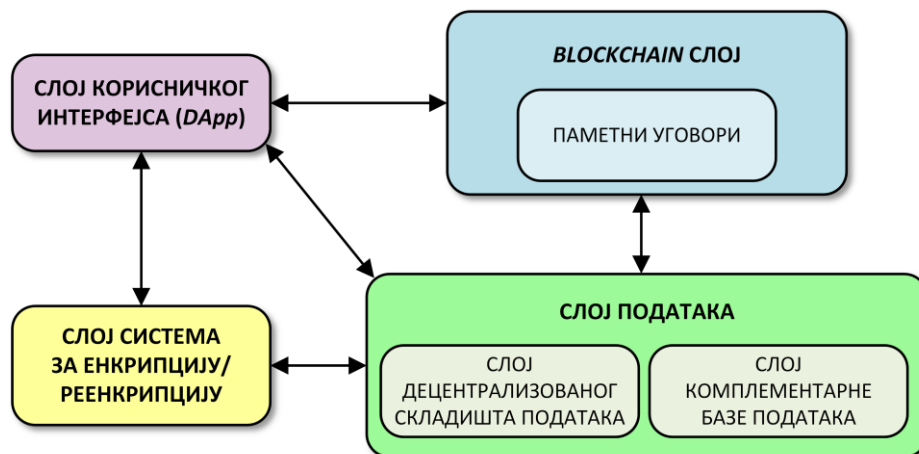 СЛОЈ КОРИСНИЧКОГ
ИНТЕРФЕЈСА (DApp)
BLOCKCHAIN СЛОЈ
ПАМЕТНИ УГОВОРИ
СЛОЈ СИСТЕМА
ЗА ЕНКРИПЦИЈУ/
РЕЕНКРИПЦИЈУ
СЛОЈ ПОДАТАКА
СЛОЈ
ДЕЦЕНТРАЛИЗОВАНОГ
СКЛАДИШТА ПОДАТАКА
СЛОЈ
КОМПЛЕМЕНТАРНЕ
БАЗЕ ПОДАТАКА